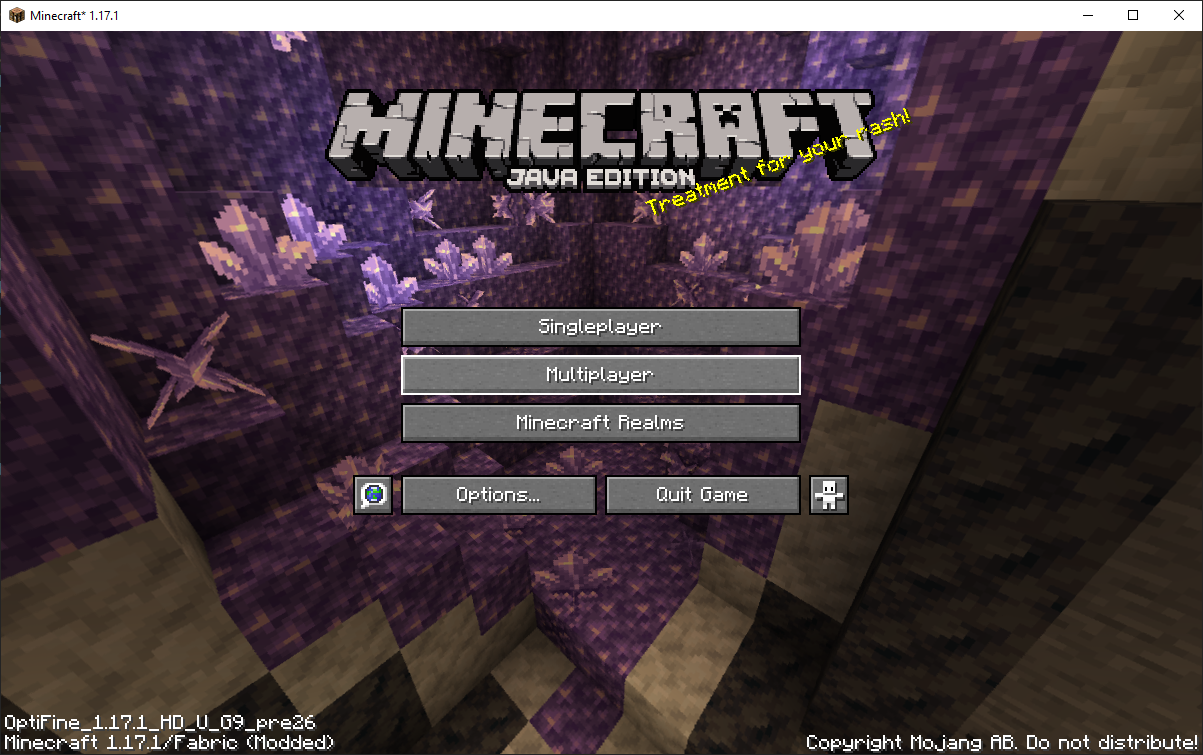 Minecraft* 1.17.1
MINECRAFT
JAVA EDITION
Treatment for your rash!
Singleplayer
Multiplayer
Minecraft Realms
Options...
Quit Game
OptiFine_1.17.1_HD_U_G9_pre26
Minecraft 1.17.1/Fabric (Modded)
Copyright Mojang AB. Do not distribute!